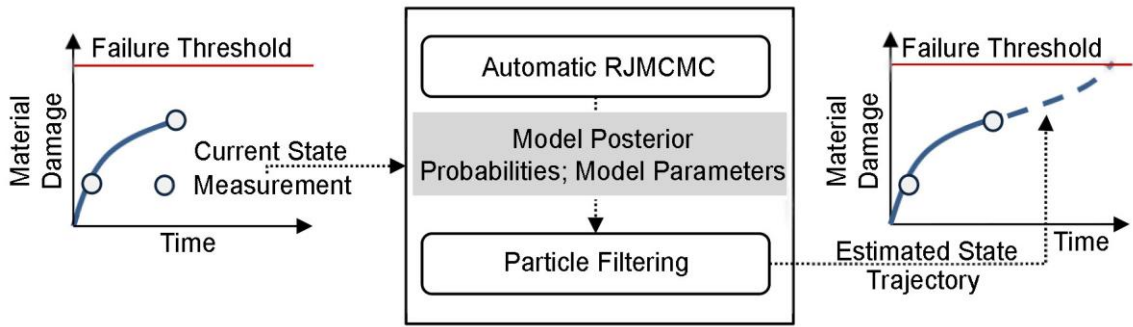 Failure Threshold
Material
Damage
Current State
Measurement
Time
Automatic RJMCMC
Model Posterior
Probabilities; Model Parameters
Particle Filtering
Failure Threshold
Material
Damage
Time
Estimated State
Trajectory